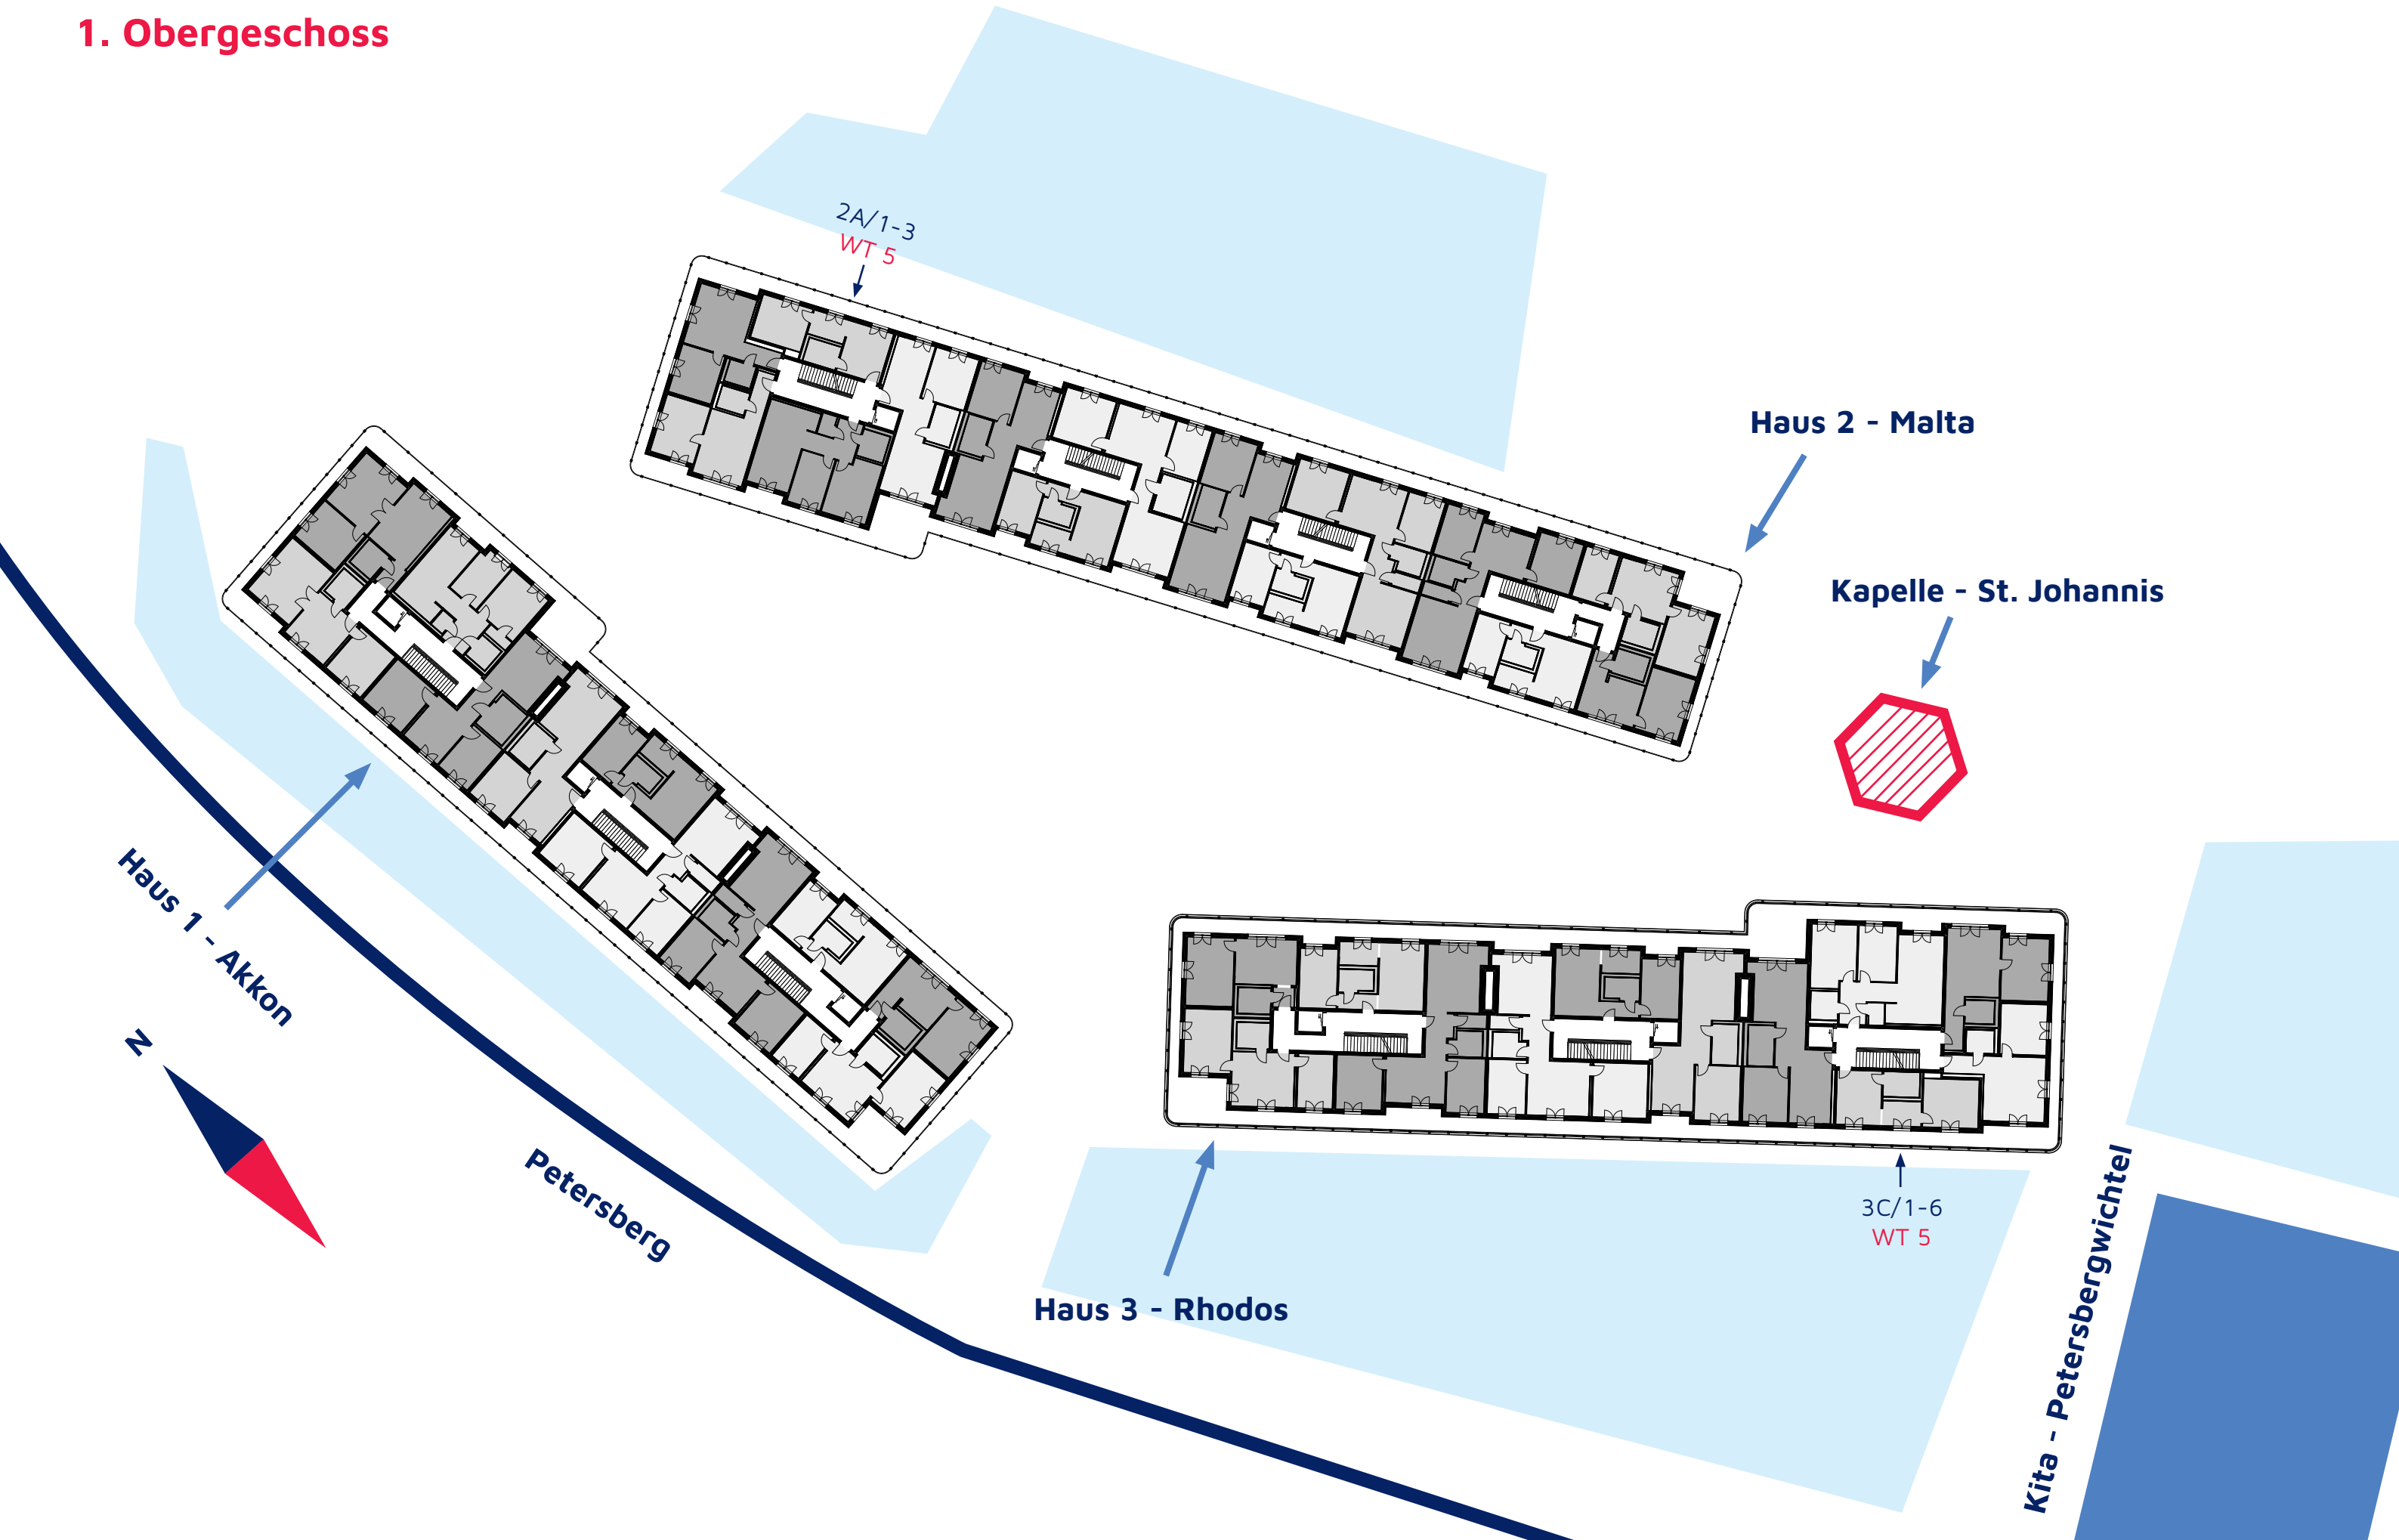 1. Obergeschoss
2A/1-3
WT 5
Haus 2 - Malta
Kapelle - St. Johannis
Haus 1 - Akkon
N
Petersberg
Haus 3 - Rhodos
3C/1-6
WT 5
Kita - Petersbergwichtel